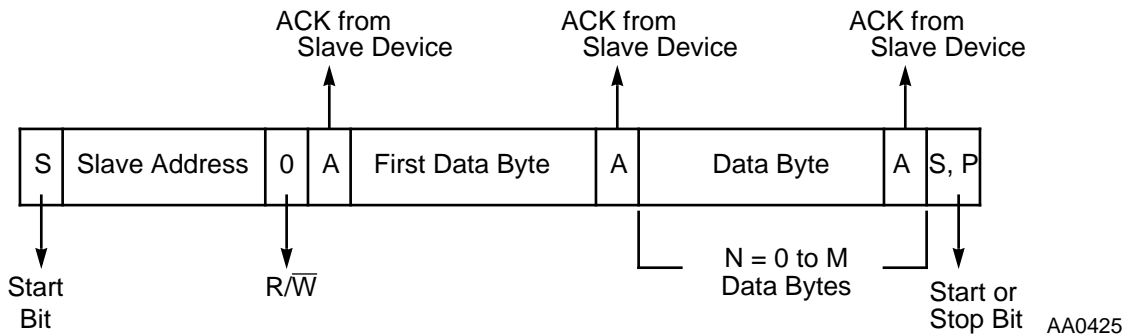 ACK from
Slave Device
ACK from
Slave Device
ACK from
Slave Device
S
Slave Address
0
A
First Data Byte
A
Data Byte
A
S, P
Start
Bit
R/W̅
N = 0 to M
Data Bytes
Start or
Stop Bit
AA0425